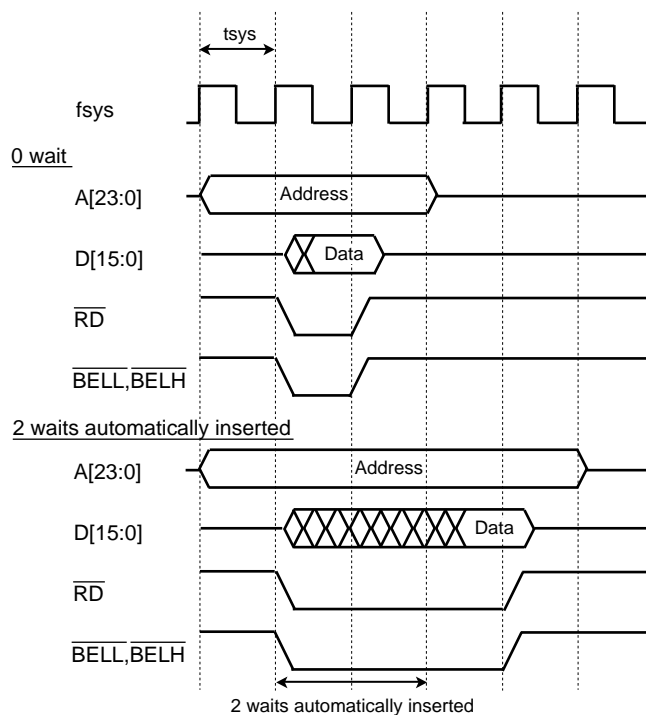 tsys
fsys
0 wait
A[23:0]
Address
D[15:0]
Data
RD
BELL,BELH
2 waits automatically inserted
A[23:0]
Address
D[15:0]
Data
RD
BELL,BELH
2 waits automatically inserted